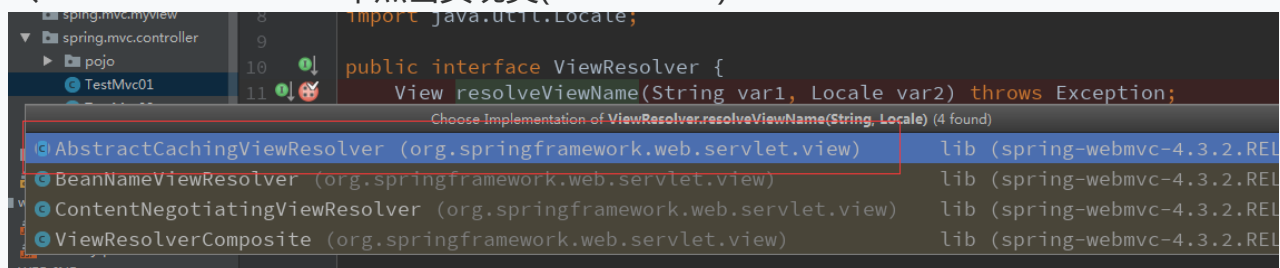 sping.mvc.myview
8 import java.util.Locale;
spring.mvc.controller
9
pojo
10 public interface ViewResolver {
TestMvc01
11 View resolveViewName(String var1, Locale var2) throws Exception;
Choose Implementation of ViewResolver.resolveViewName(String, Locale) (4 found)
AbstractCachingViewResolver (org.springframework.web.servlet.view) lib (spring-webmvc-4.3.2.REL
BeanNameViewResolver (org.springframework.web.servlet.view) lib (spring-webmvc-4.3.2.REL
ContentNegotiatingViewResolver (org.springframework.web.servlet.view) lib (spring-webmvc-4.3.2.REL
ViewResolverComposite (org.springframework.web.servlet.view) lib (spring-webmvc-4.3.2.REL